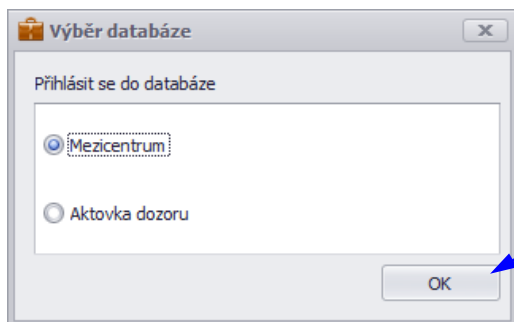 Výběr databáze
Přihlásit se do databáze
Mezicentrum
Aktovka dozoru
OK